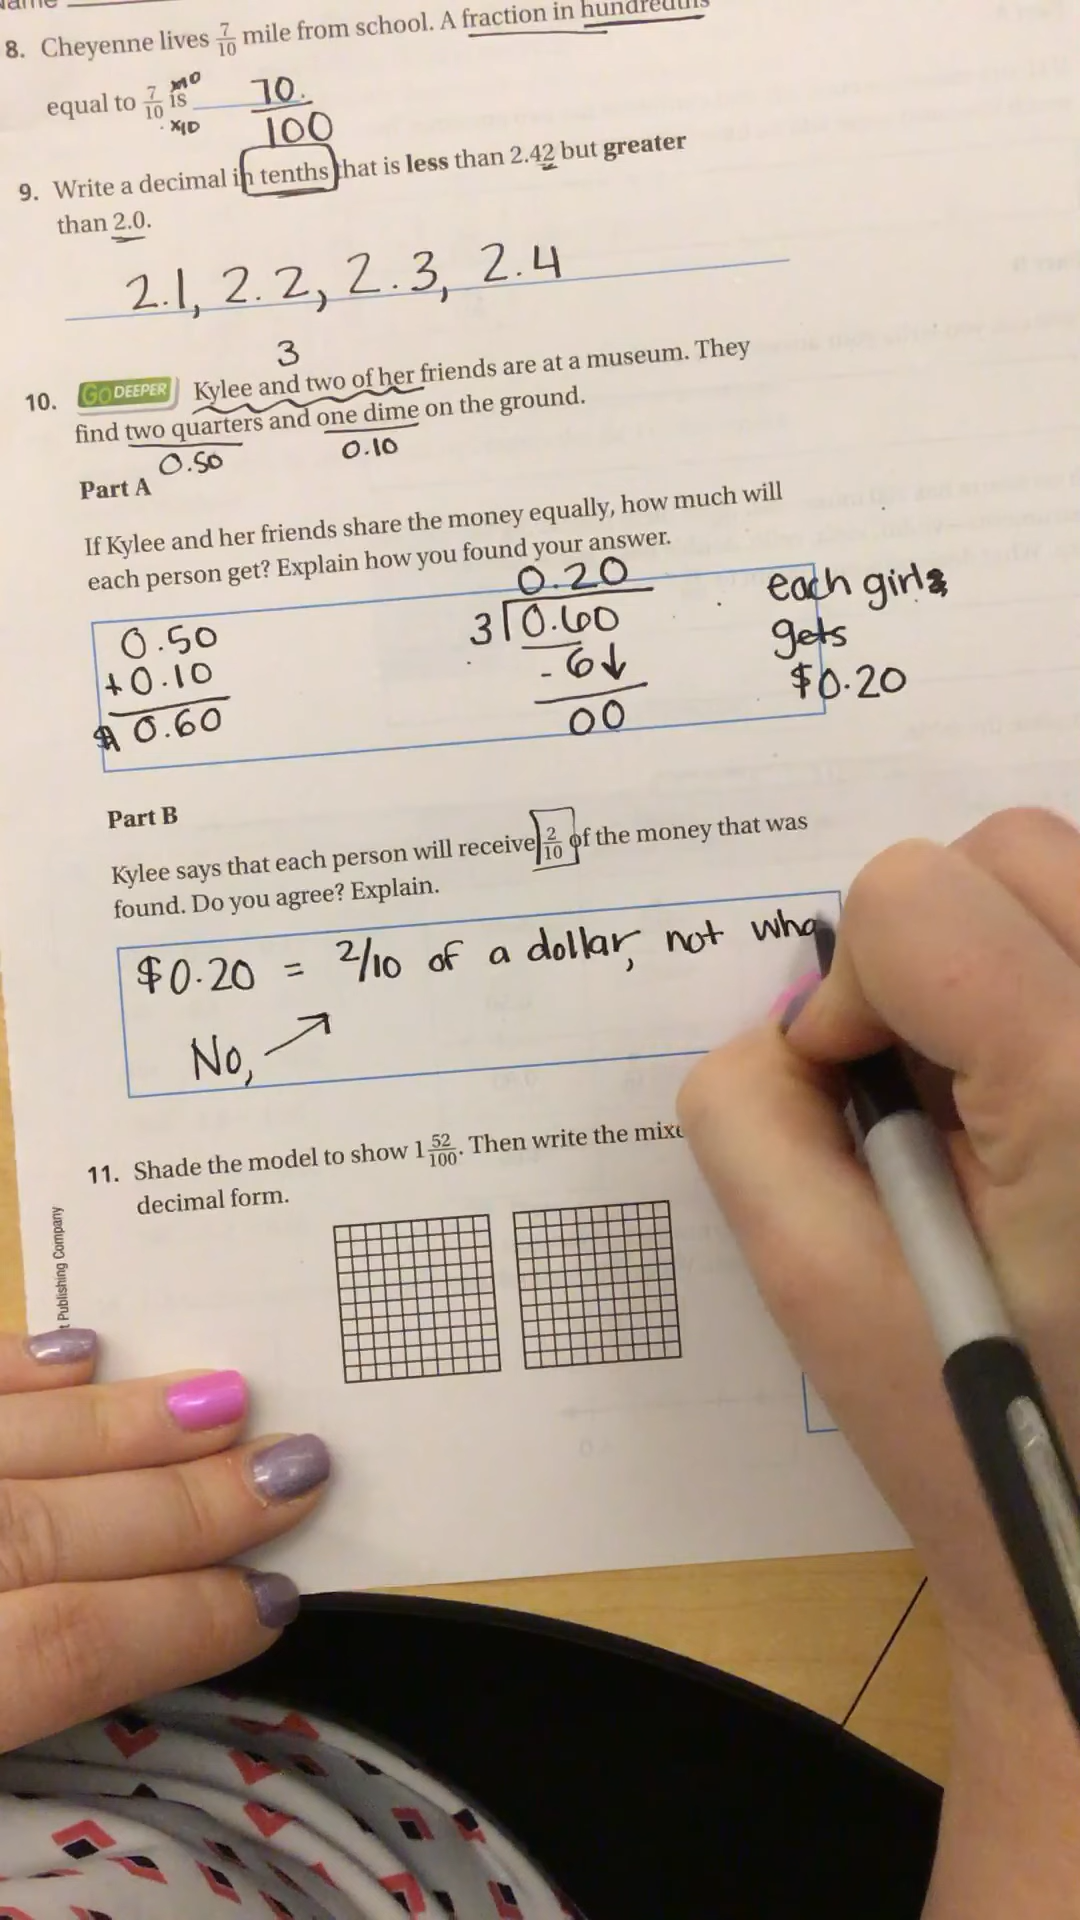 Name
8. Cheyenne lives 7/10 mile from school. A fraction in hundredths
equal to 7/10 is 70.
×10
×10 100
9. Write a decimal in tenths that is less than 2.42 but greater
than 2.0.
2.1, 2.2, 2.3, 2.4
3
10. GO DEEPER Kylee and two of her friends are at a museum. They
find two quarters and one dime on the ground.
0.50 0.10
Part A
If Kylee and her friends share the money equally, how much will
each person get? Explain how you found your answer.
0.50
+0.10
$0.60
0.20
3 0.60
-6↓
00
each girls
gets
$0.20
Part B
Kylee says that each person will receive 2/10 of the money that was
found. Do you agree? Explain.
$0.20 = 2/10 of a dollar, not wha
No,
11. Shade the model to show 1 52/100. Then write the mixe
decimal form.
t Publishing Company